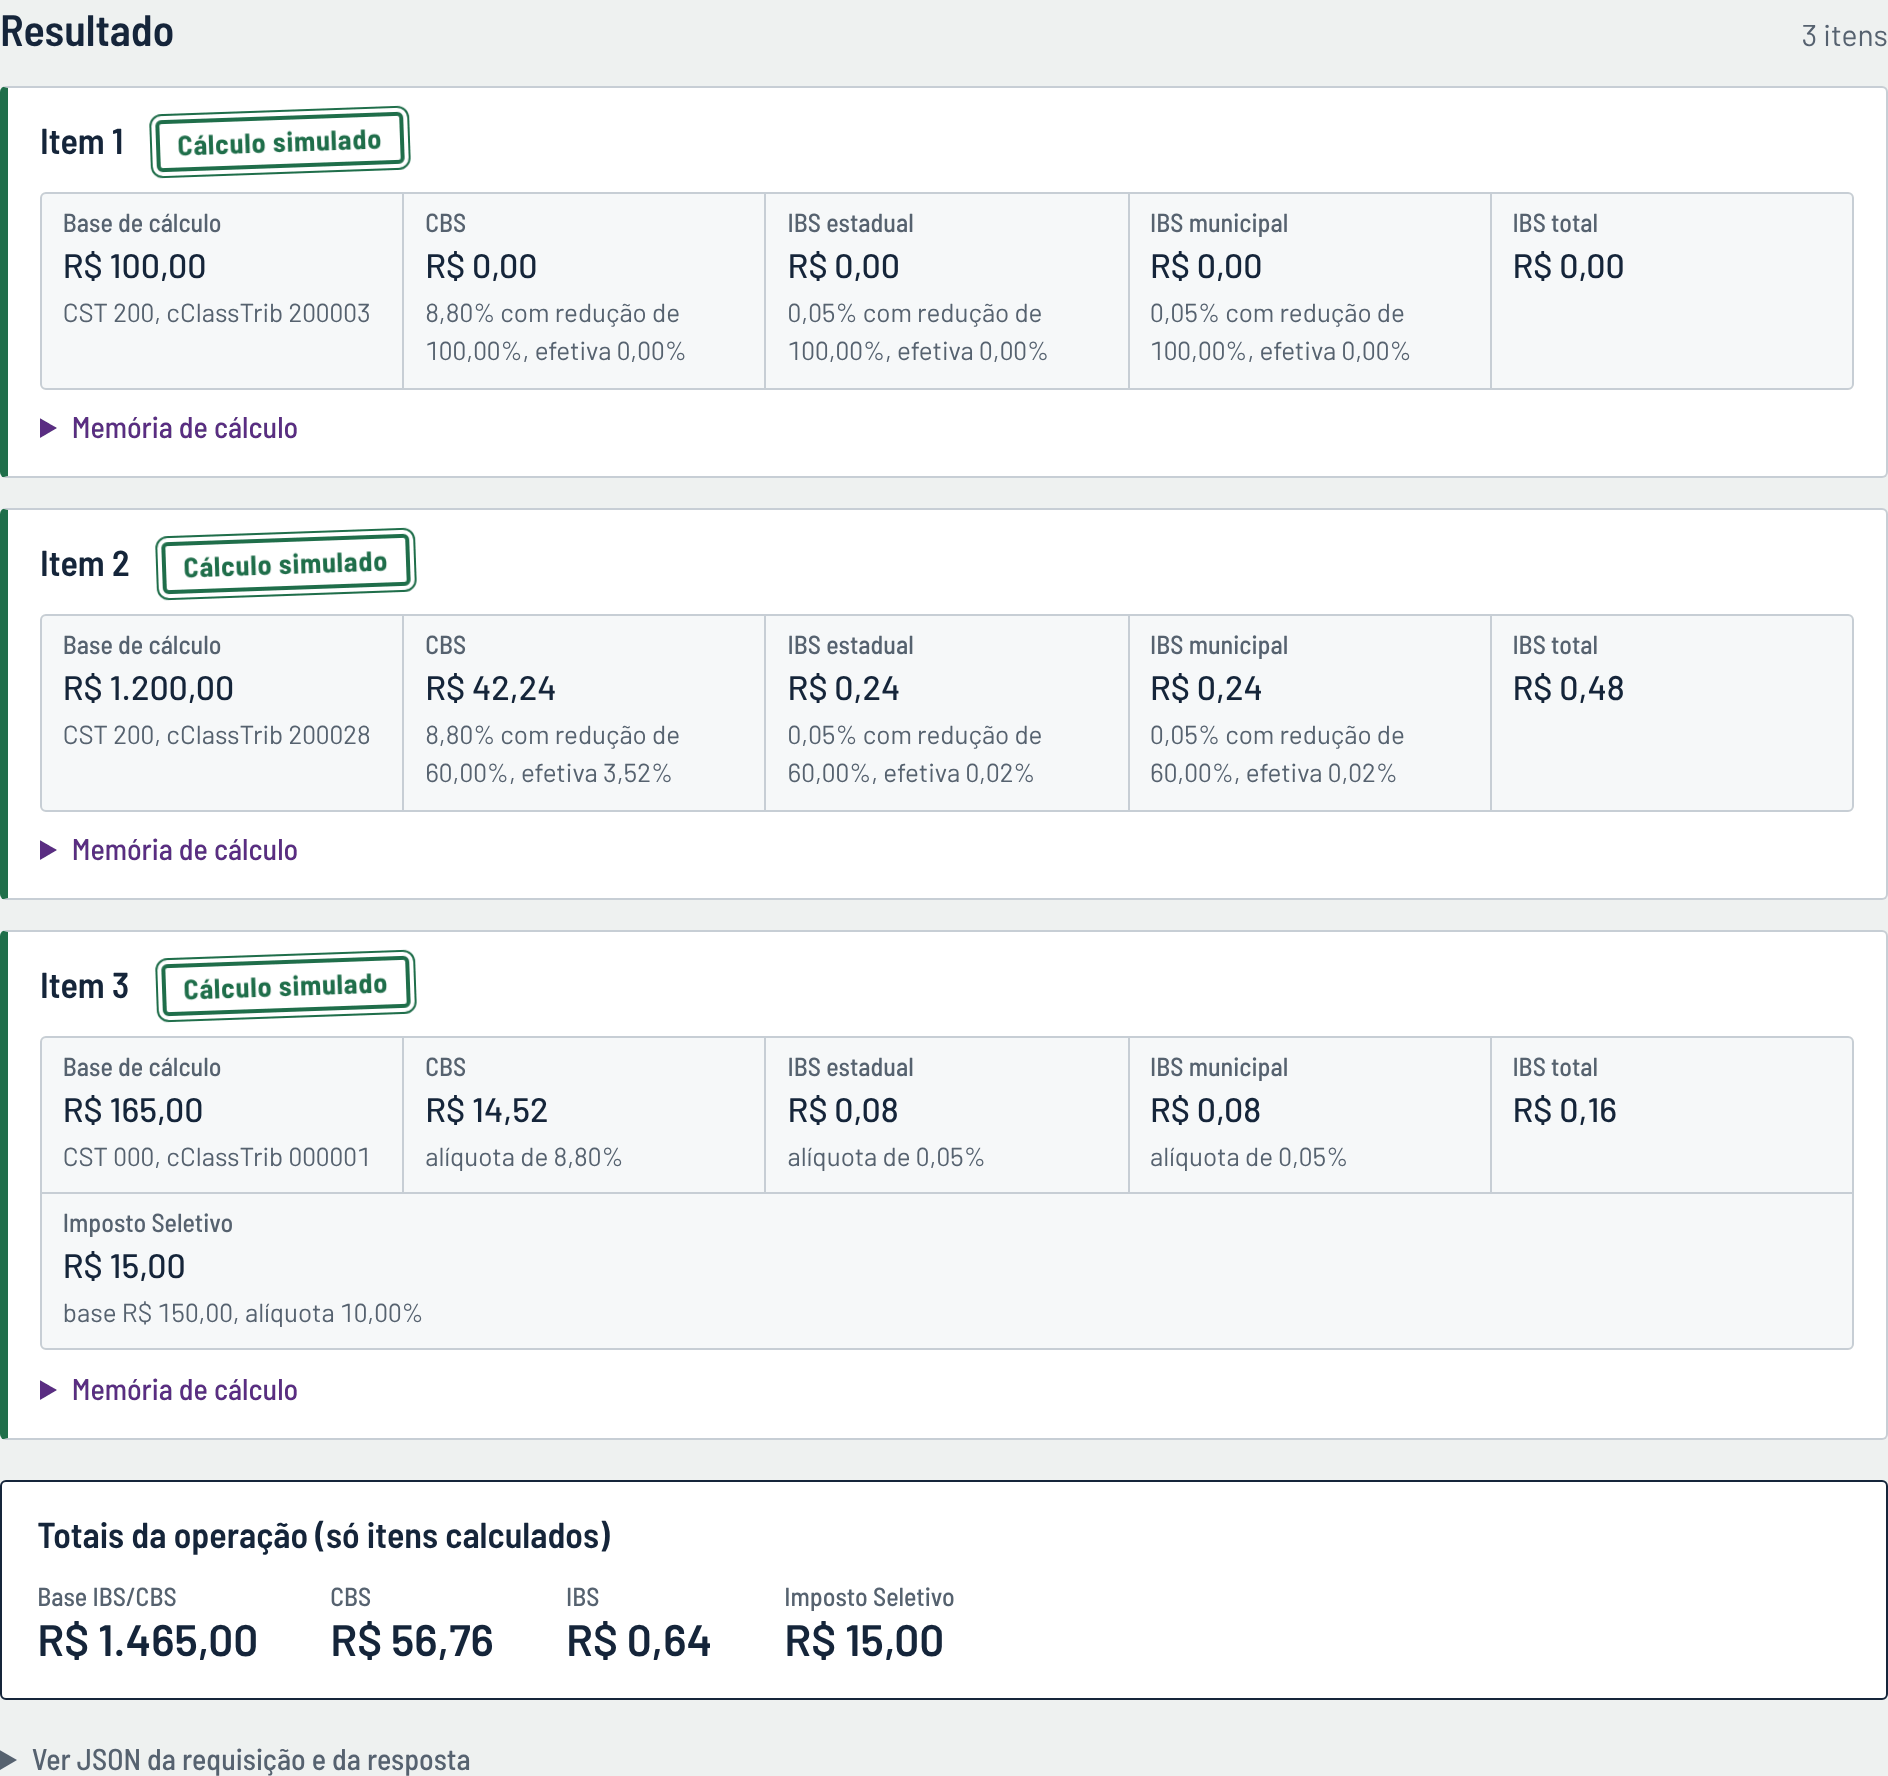 Resultado
3 itens
Item 1
Cálculo simulado
Base de cálculo
R$ 100,00
CST 200, cClassTrib 200003
CBS
R$ 0,00
8,80% com redução de
100,00%, efetiva 0,00%
IBS estadual
R$ 0,00
0,05% com redução de
100,00%, efetiva 0,00%
IBS municipal
R$ 0,00
0,05% com redução de
100,00%, efetiva 0,00%
IBS total
R$ 0,00
Memória de cálculo
Item 2
Cálculo simulado
Base de cálculo
R$ 1.200,00
CST 200, cClassTrib 200028
CBS
R$ 42,24
8,80% com redução de
60,00%, efetiva 3,52%
IBS estadual
R$ 0,24
0,05% com redução de
60,00%, efetiva 0,02%
IBS municipal
R$ 0,24
0,05% com redução de
60,00%, efetiva 0,02%
IBS total
R$ 0,48
Memória de cálculo
Item 3
Cálculo simulado
Base de cálculo
R$ 165,00
CST 000, cClassTrib 000001
CBS
R$ 14,52
alíquota de 8,80%
IBS estadual
R$ 0,08
alíquota de 0,05%
IBS municipal
R$ 0,08
alíquota de 0,05%
IBS total
R$ 0,16
Imposto Seletivo
R$ 15,00
base R$ 150,00, alíquota 10,00%
Memória de cálculo
Totais da operação (só itens calculados)
Base IBS/CBS
R$ 1.465,00
CBS
R$ 56,76
IBS
R$ 0,64
Imposto Seletivo
R$ 15,00
Ver JSON da requisição e da resposta